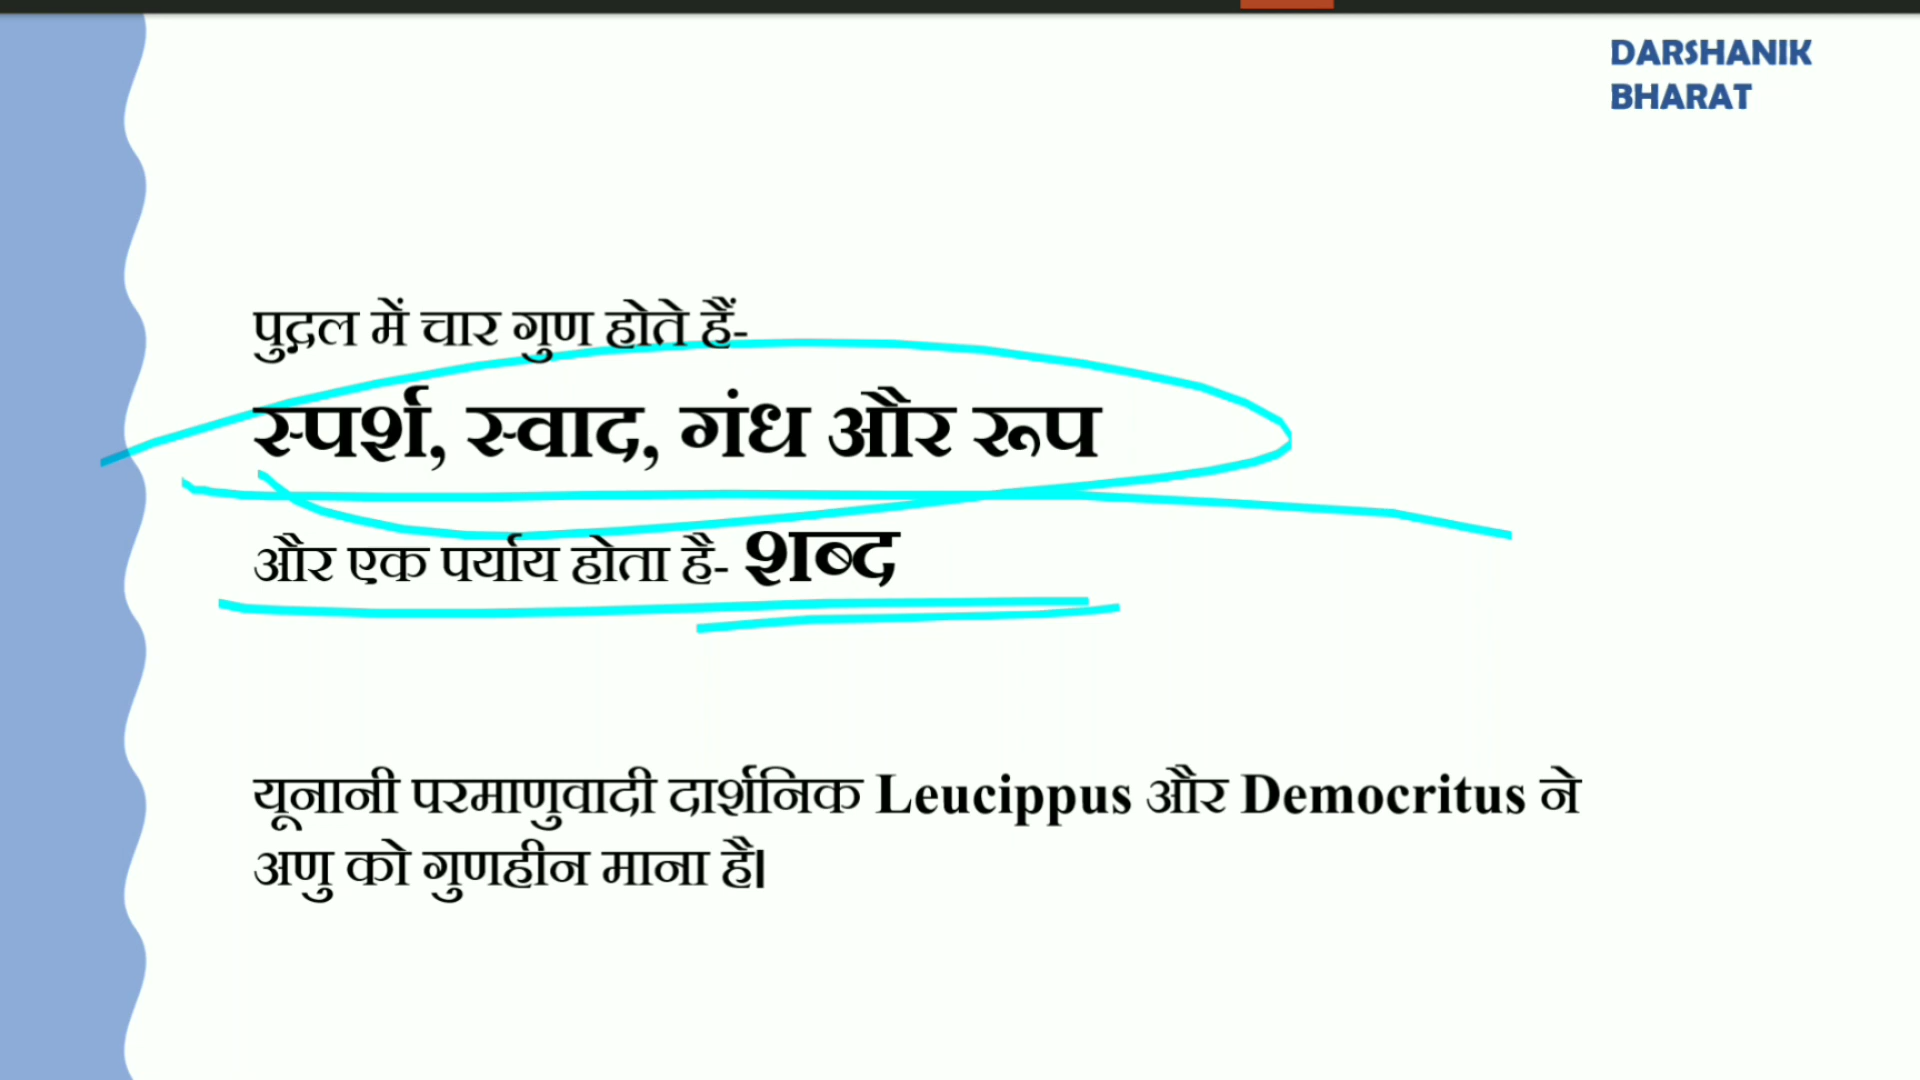 DARSHANIK
BHARAT
पुद्गल में चार गुण होते हैं-
स्पर्श, स्वाद, गंध और रूप
और एक पर्याय होता है- शब्द
यूनानी परमाणुवादी दार्शनिक Leucippus और Democritus ने
अणु को गुणहीन माना है।